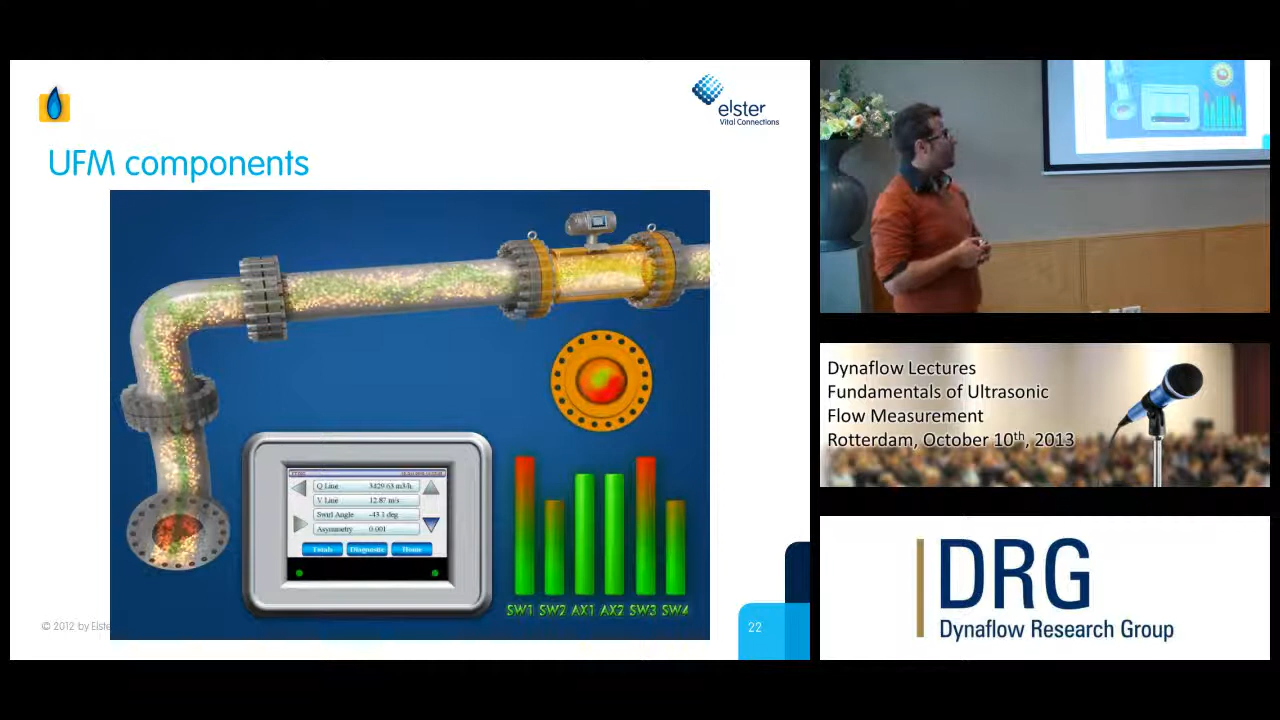 elster
Vital Connections
UFM components
Q Line 3429.63 m3/h
V Line 12.87 m/s
Swirl Angle -43.1 deg
Asymmetry 0.001
Totals Diagnostic Home
SW1 SW2 AX1 AX2 SW3 SW4
© 2012 by Elste
22
Dynaflow Lectures
Fundamentals of Ultrasonic
Flow Measurement
Rotterdam, October 10th, 2013
DRG
Dynaflow Research Group